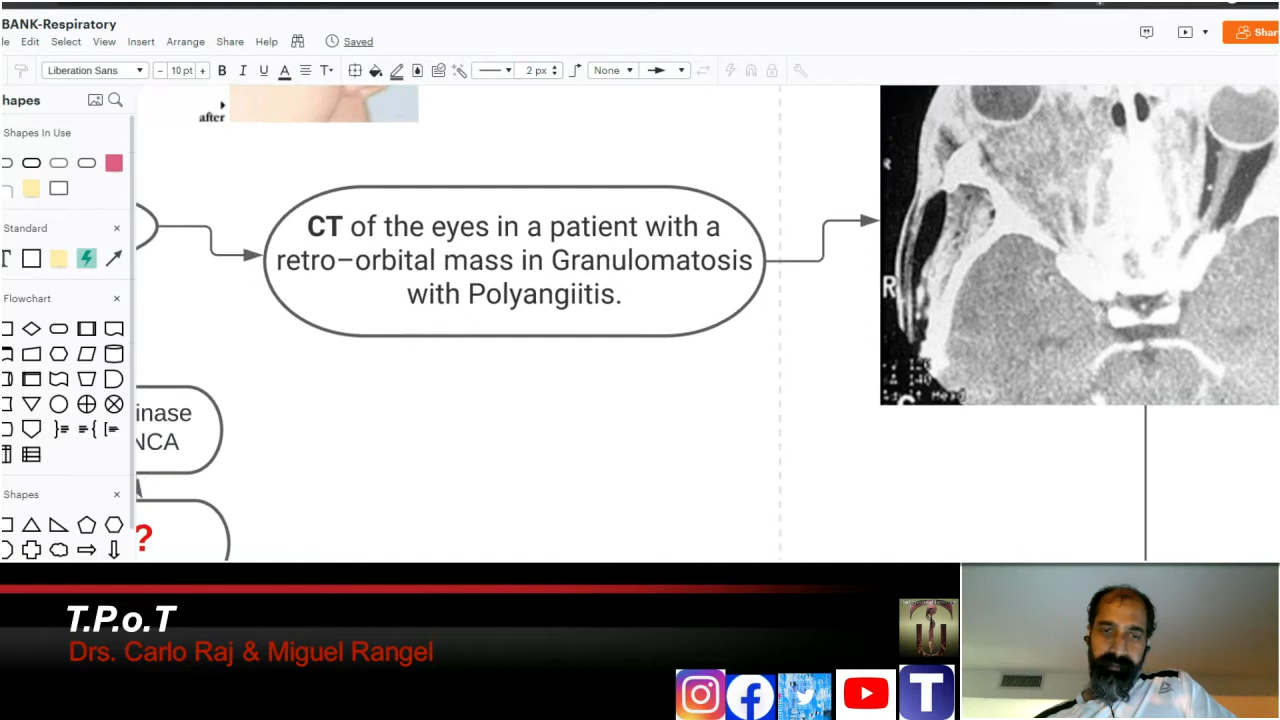 BANK-Respiratory
le Edit Select View Insert Arrange Share Help Saved
Shar
Liberation Sans 10 pt B I U A T 2 px None
hapes
Shapes In Use
Standard
T
Flowchart
Shapes
after
CT of the eyes in a patient with a
retro–orbital mass in Granulomatosis
with Polyangiitis.
inase
NCA
?
R
T.P.o.T
Drs. Carlo Raj & Miguel Rangel
T